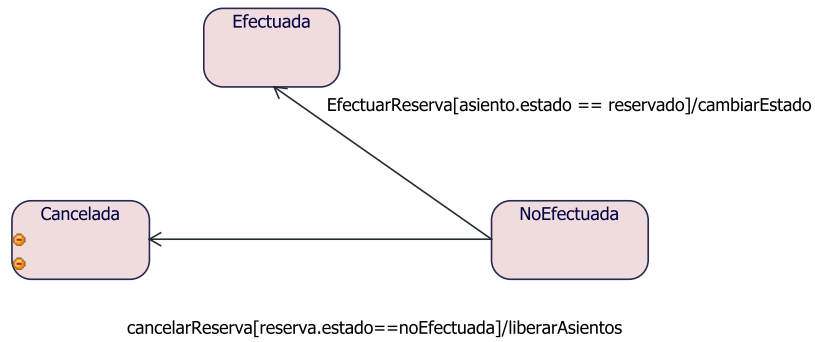 Efectuada
EfectuarReserva[asiento.estado == reservado]/cambiarEstado
Cancelada
NoEfectuada
cancelarReserva[reserva.estado==noEfectuada]/liberarAsientos